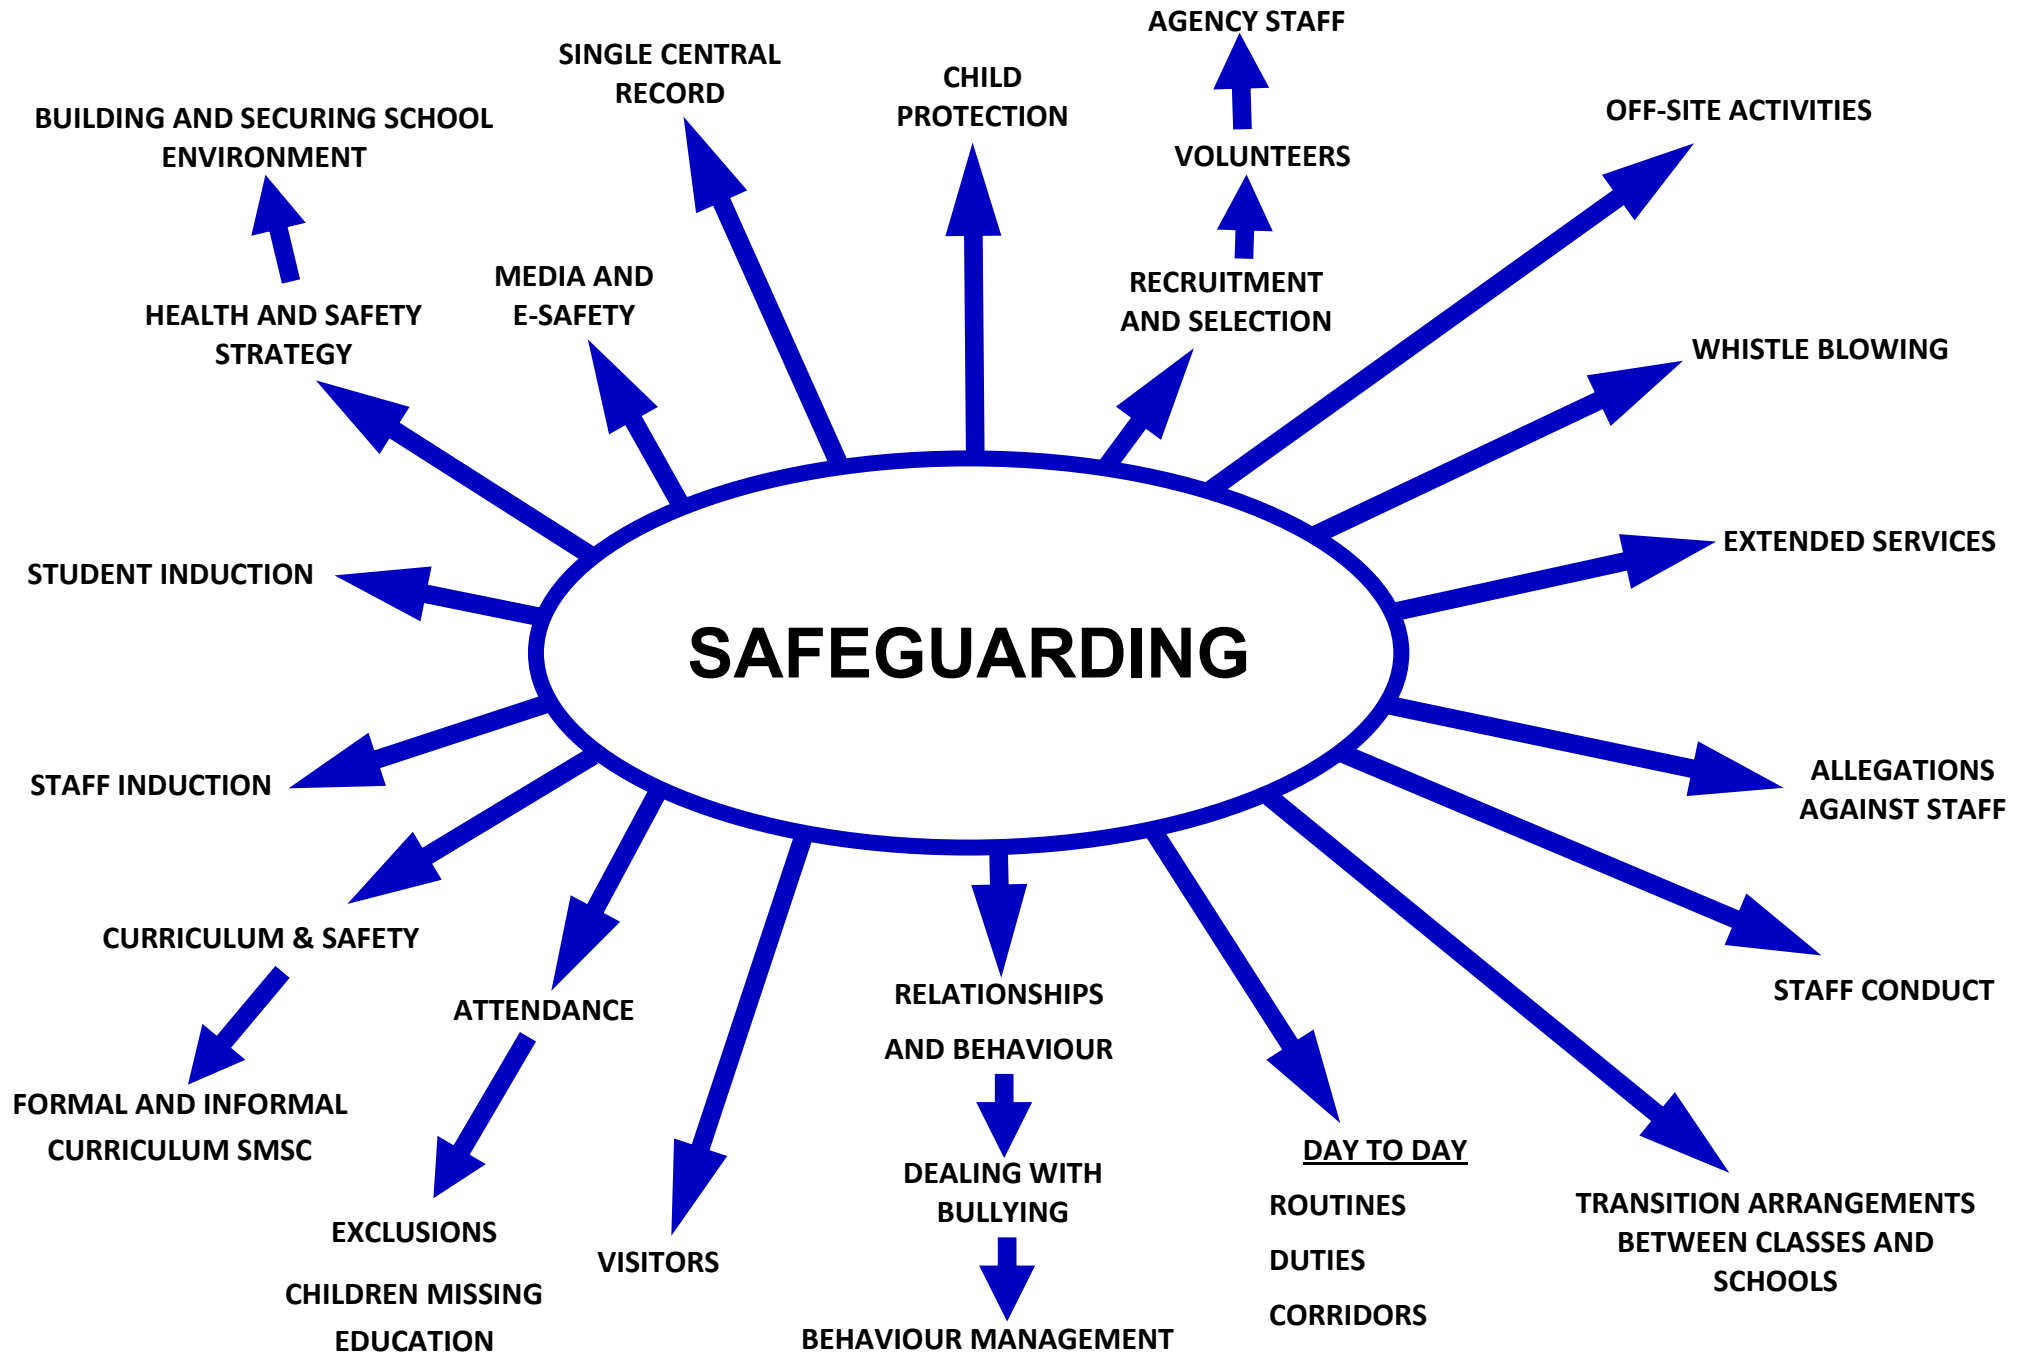 AGENCY STAFF
SINGLE CENTRAL
RECORD
CHILD
PROTECTION
BUILDING AND SECURING SCHOOL
ENVIRONMENT
OFF-SITE ACTIVITIES
VOLUNTEERS
MEDIA AND
E-SAFETY
RECRUITMENT
AND SELECTION
HEALTH AND SAFETY
STRATEGY
WHISTLE BLOWING
EXTENDED SERVICES
STUDENT INDUCTION
SAFEGUARDING
STAFF INDUCTION
ALLEGATIONS
AGAINST STAFF
CURRICULUM & SAFETY
STAFF CONDUCT
ATTENDANCE
RELATIONSHIPS
AND BEHAVIOUR
FORMAL AND INFORMAL
CURRICULUM SMSC
DEALING WITH
BULLYING
DAY TO DAY
ROUTINES
DUTIES
CORRIDORS
TRANSITION ARRANGEMENTS
BETWEEN CLASSES AND
SCHOOLS
EXCLUSIONS
CHILDREN MISSING
EDUCATION
VISITORS
BEHAVIOUR MANAGEMENT